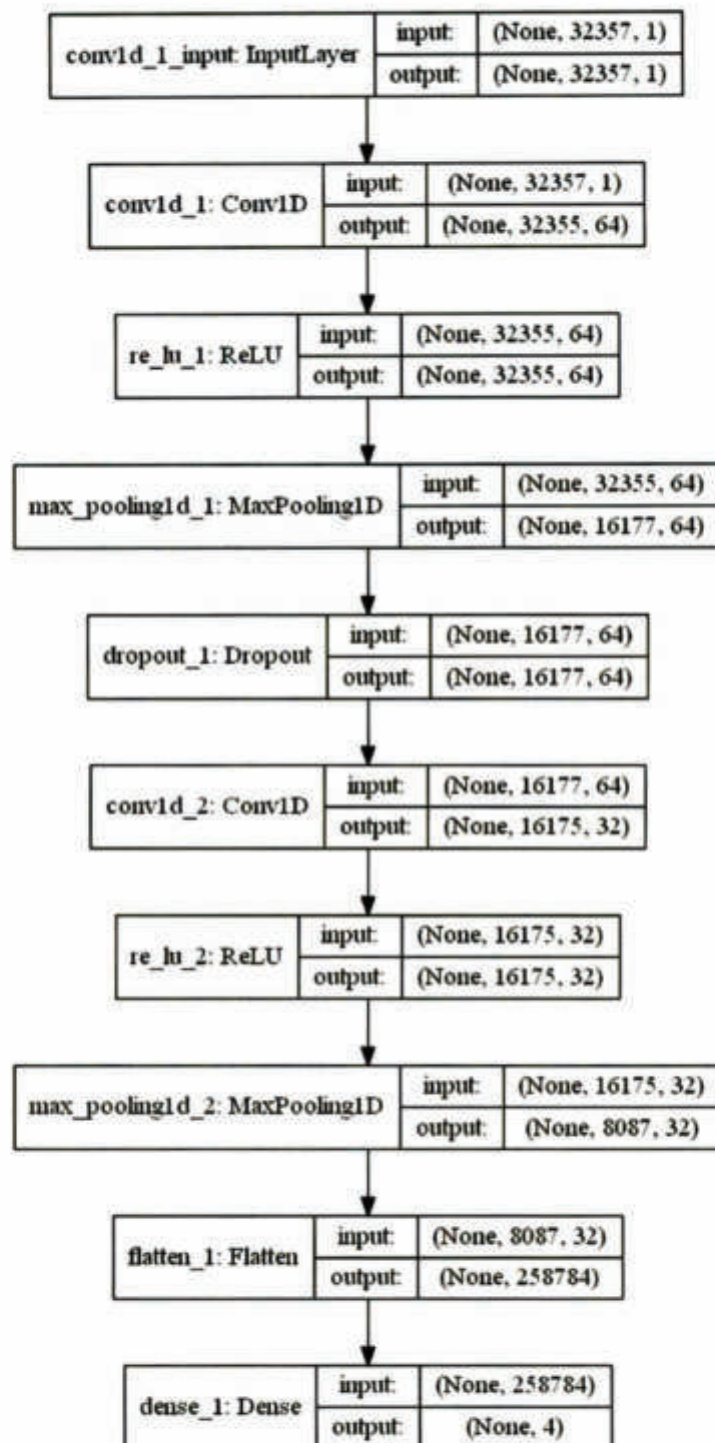 conv1d_1_input: InputLayer
input: (None, 32357, 1)
output: (None, 32357, 1)
conv1d_1: Conv1D
input: (None, 32357, 1)
output: (None, 32355, 64)
re_lu_1: ReLU
input: (None, 32355, 64)
output: (None, 32355, 64)
max_pooling1d_1: MaxPooling1D
input: (None, 32355, 64)
output: (None, 16177, 64)
dropout_1: Dropout
input: (None, 16177, 64)
output: (None, 16177, 64)
conv1d_2: Conv1D
input: (None, 16177, 64)
output: (None, 16175, 32)
re_lu_2: ReLU
input: (None, 16175, 32)
output: (None, 16175, 32)
max_pooling1d_2: MaxPooling1D
input: (None, 16175, 32)
output: (None, 8087, 32)
flatten_1: Flatten
input: (None, 8087, 32)
output: (None, 258784)
dense_1: Dense
input: (None, 258784)
output: (None, 4)